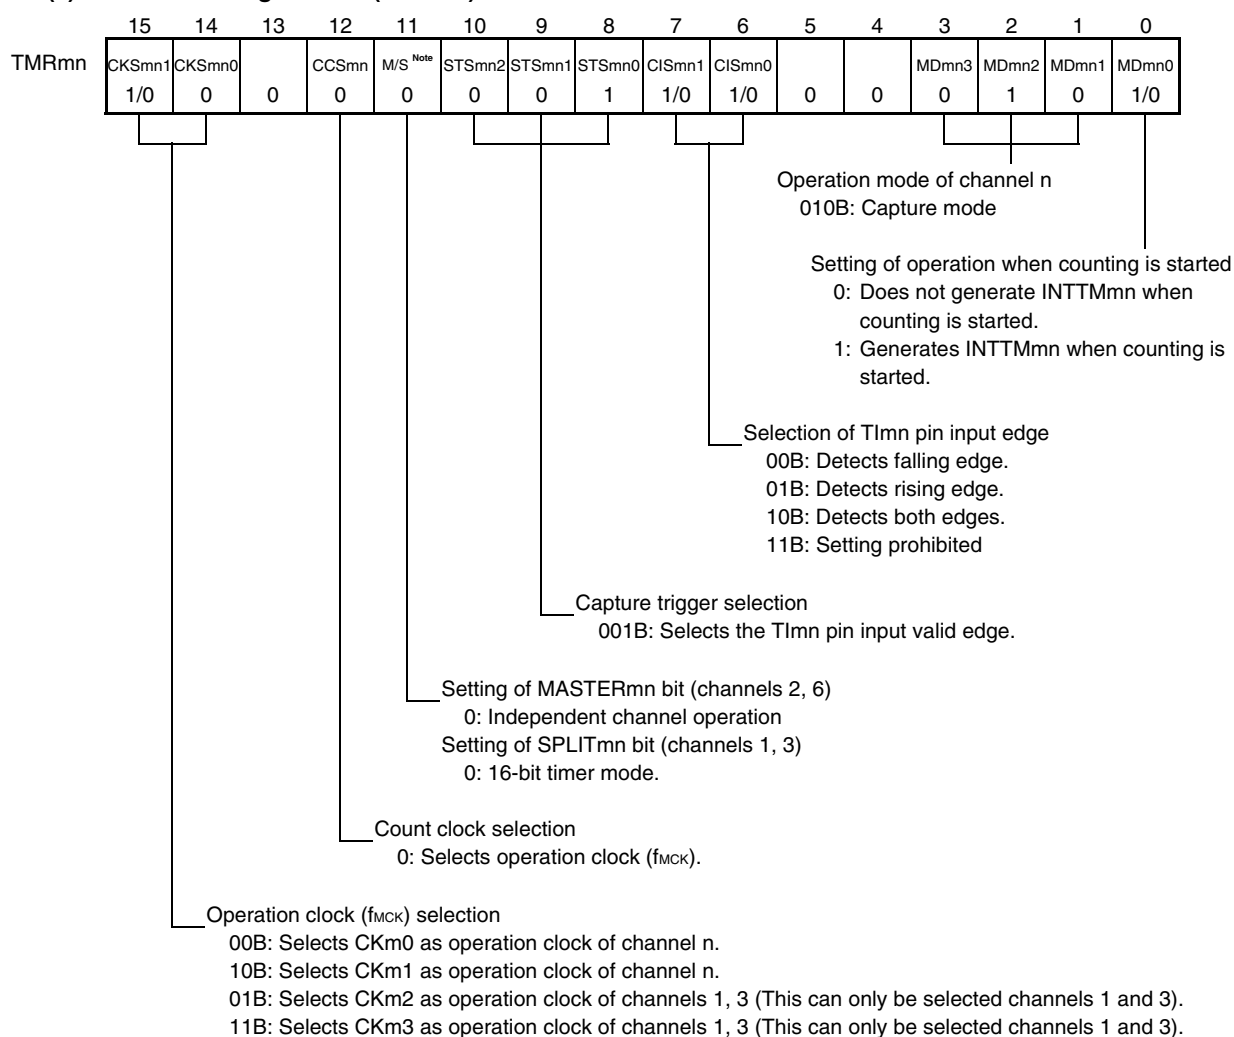 15 14 13 12 11 10 9 8 7 6 5 4 3 2 1 0
TMRmn CKSmn1 CKSmn0 CCSmn M/S Note STSmn2 STSmn1 STSmn0 CISmn1 CISmn0 MDmn3 MDmn2 MDmn1 MDmn0
1/0 0 0 0 0 0 0 1 1/0 1/0 0 0 0 1 0 1/0
Operation mode of channel n
010B: Capture mode
Setting of operation when counting is started
0: Does not generate INTTMmn when
counting is started.
1: Generates INTTMmn when counting is
started.
Selection of TImn pin input edge
00B: Detects falling edge.
01B: Detects rising edge.
10B: Detects both edges.
11B: Setting prohibited
Capture trigger selection
001B: Selects the TImn pin input valid edge.
Setting of MASTERmn bit (channels 2, 6)
0: Independent channel operation
Setting of SPLITmn bit (channels 1, 3)
0: 16-bit timer mode.
Count clock selection
0: Selects operation clock (fMCK).
Operation clock (fMCK) selection
00B: Selects CKm0 as operation clock of channel n.
10B: Selects CKm1 as operation clock of channel n.
01B: Selects CKm2 as operation clock of channels 1, 3 (This can only be selected channels 1 and 3).
11B: Selects CKm3 as operation clock of channels 1, 3 (This can only be selected channels 1 and 3).